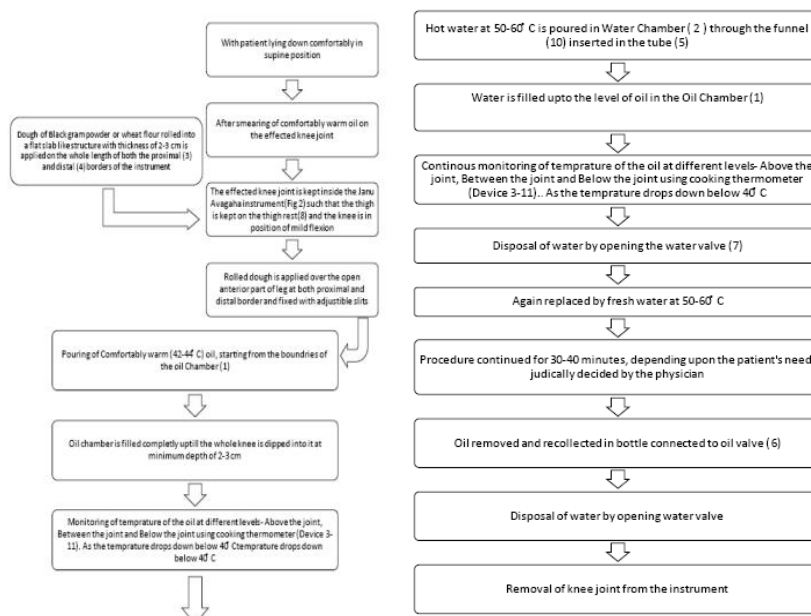 With patient lying down comfortably in
supine position
After smearing of comfortably warm oil on
the effected knee joint
Dough of Black gram powder or wheat flour rolled into
a flat slab like structure with thickness of 2-3 cm is
applied on the whole length of both the proximal (3)
and distal (4) borders of the instrument
The effected knee joint is kept inside the Janu
Avagaha instrument(Fig 2) such that the thigh
is kept on the thigh rest(8) and the knee is in
position of mild flexion
Rolled dough is applied over the open
anterior part of leg at both proximal and
distal border and fixed with adjustible slits
Pouring of Comfortably warm (42-44˚ C) oil, starting from the boundries of
the oil Chamber (1)
Oil chamber is filled completly uptill the whole knee is dipped into it at
minimum depth of 2-3 cm
Monitoring of temprature of the oil at different levels- Above the joint,
Between the joint and Below the joint using cooking thermometer (Device 3-
11). As the temprature drops down below 40˚ Ctemprature drops down
below 40˚ C
Hot water at 50-60˚ C is poured in Water Chamber ( 2 ) through the funnel
(10) inserted in the tube (5)
Water is filled upto the level of oil in the Oil Chamber (1)
Continous monitoring of temprature of the oil at different levels- Above the
joint, Between the joint and Below the joint using cooking thermometer
(Device 3-11).. As the temprature drops down below 40˚ C
Disposal of water by opening the water valve (7)
Again replaced by fresh water at 50-60˚ C
Procedure continued for 30-40 minutes, depending upon the patient's need
judically decided by the physician
Oil removed and recollected in bottle connected to oil valve (6)
Disposal of water by opening water valve
Removal of knee joint from the instrument